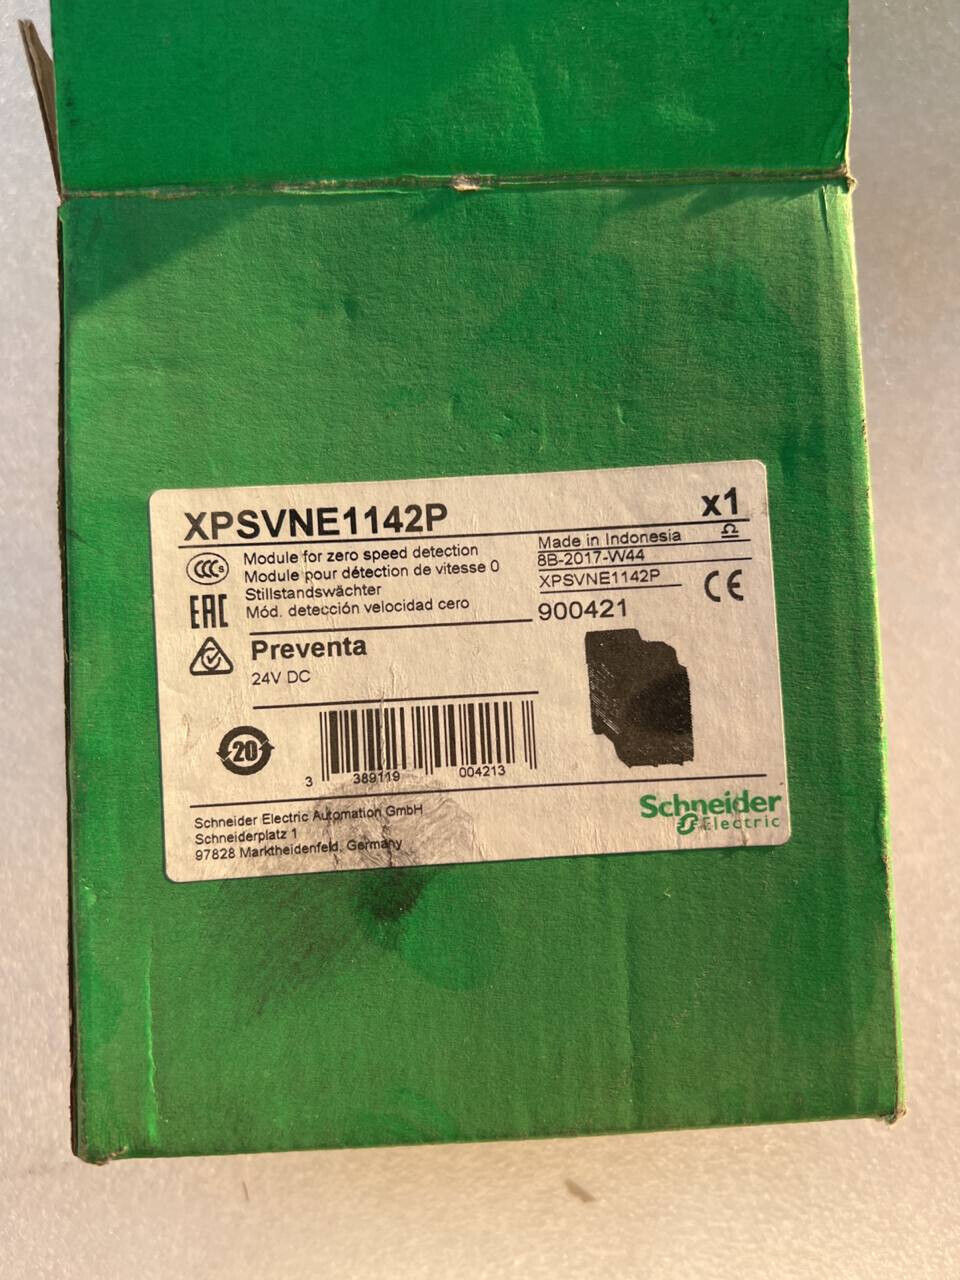 XPSVNE1142P
x1
Module for zero speed detection
Module pour détection de vitesse 0
Stillstandswächter
Mód. detección velocidad cero
Made in Indonesia
8B-2017-W44
XPSVNE1142P
900421
CCC S
EAC
CE
Preventa
24V DC
20
3 389119 004213
Schneider Electric Automation GmbH
Schneiderplatz 1
97828 Marktheidenfeld, Germany
Schneider
Electric